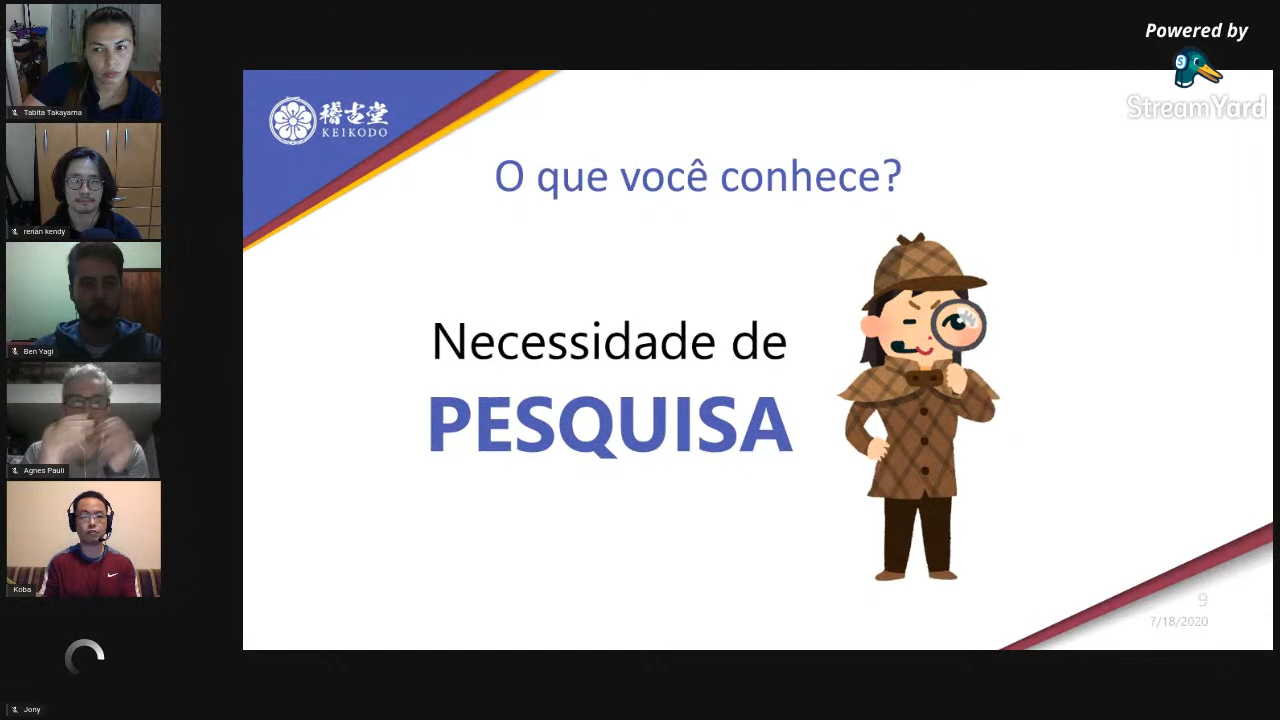 Powered by
StreamYard
Tabita Takayama
renan kendy
Ben Yagi
Agnes Pauli
Koba
Jony
稽古堂
KEIKODO
O que você conhece?
Necessidade de
PESQUISA
9
7/18/2020